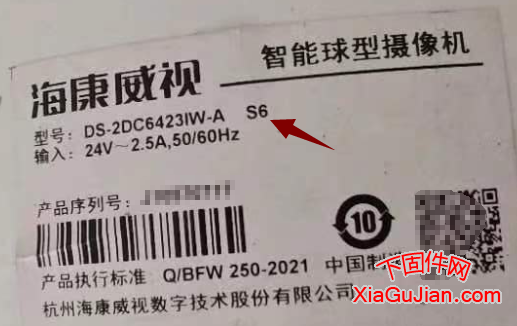 海康威视
智能球型摄像机
型号: DS-2DC6423IW-A S6
输入: 24V~2.5A,50/60Hz
产品序列号:
10
产品执行标准 Q/BFW 250-2021 中国制造
杭州海康威视数字技术股份有限公司
下固件网
XiaGuJian.com